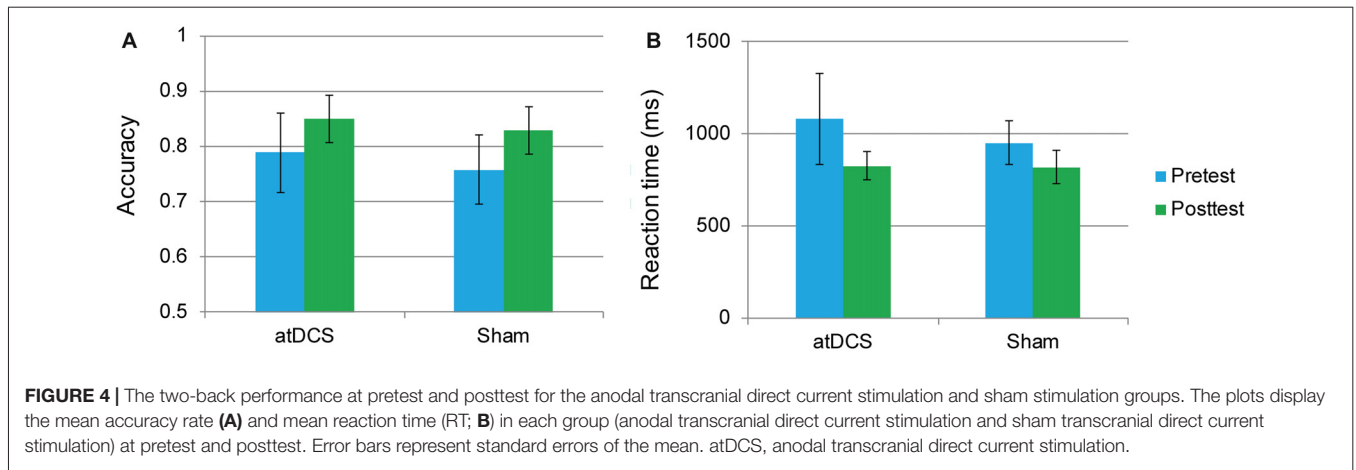 A
1
0.9
0.8
0.7
0.6
0.5
Accuracy
atDCS Sham
B
1500
1000
500
0
Reaction time (ms)
atDCS Sham
Pretest
Posttest
FIGURE 4 | The two-back performance at pretest and posttest for the anodal transcranial direct current stimulation and sham stimulation groups. The plots display
the mean accuracy rate (A) and mean reaction time (RT; B) in each group (anodal transcranial direct current stimulation and sham transcranial direct current
stimulation) at pretest and posttest. Error bars represent standard errors of the mean. atDCS, anodal transcranial direct current stimulation.